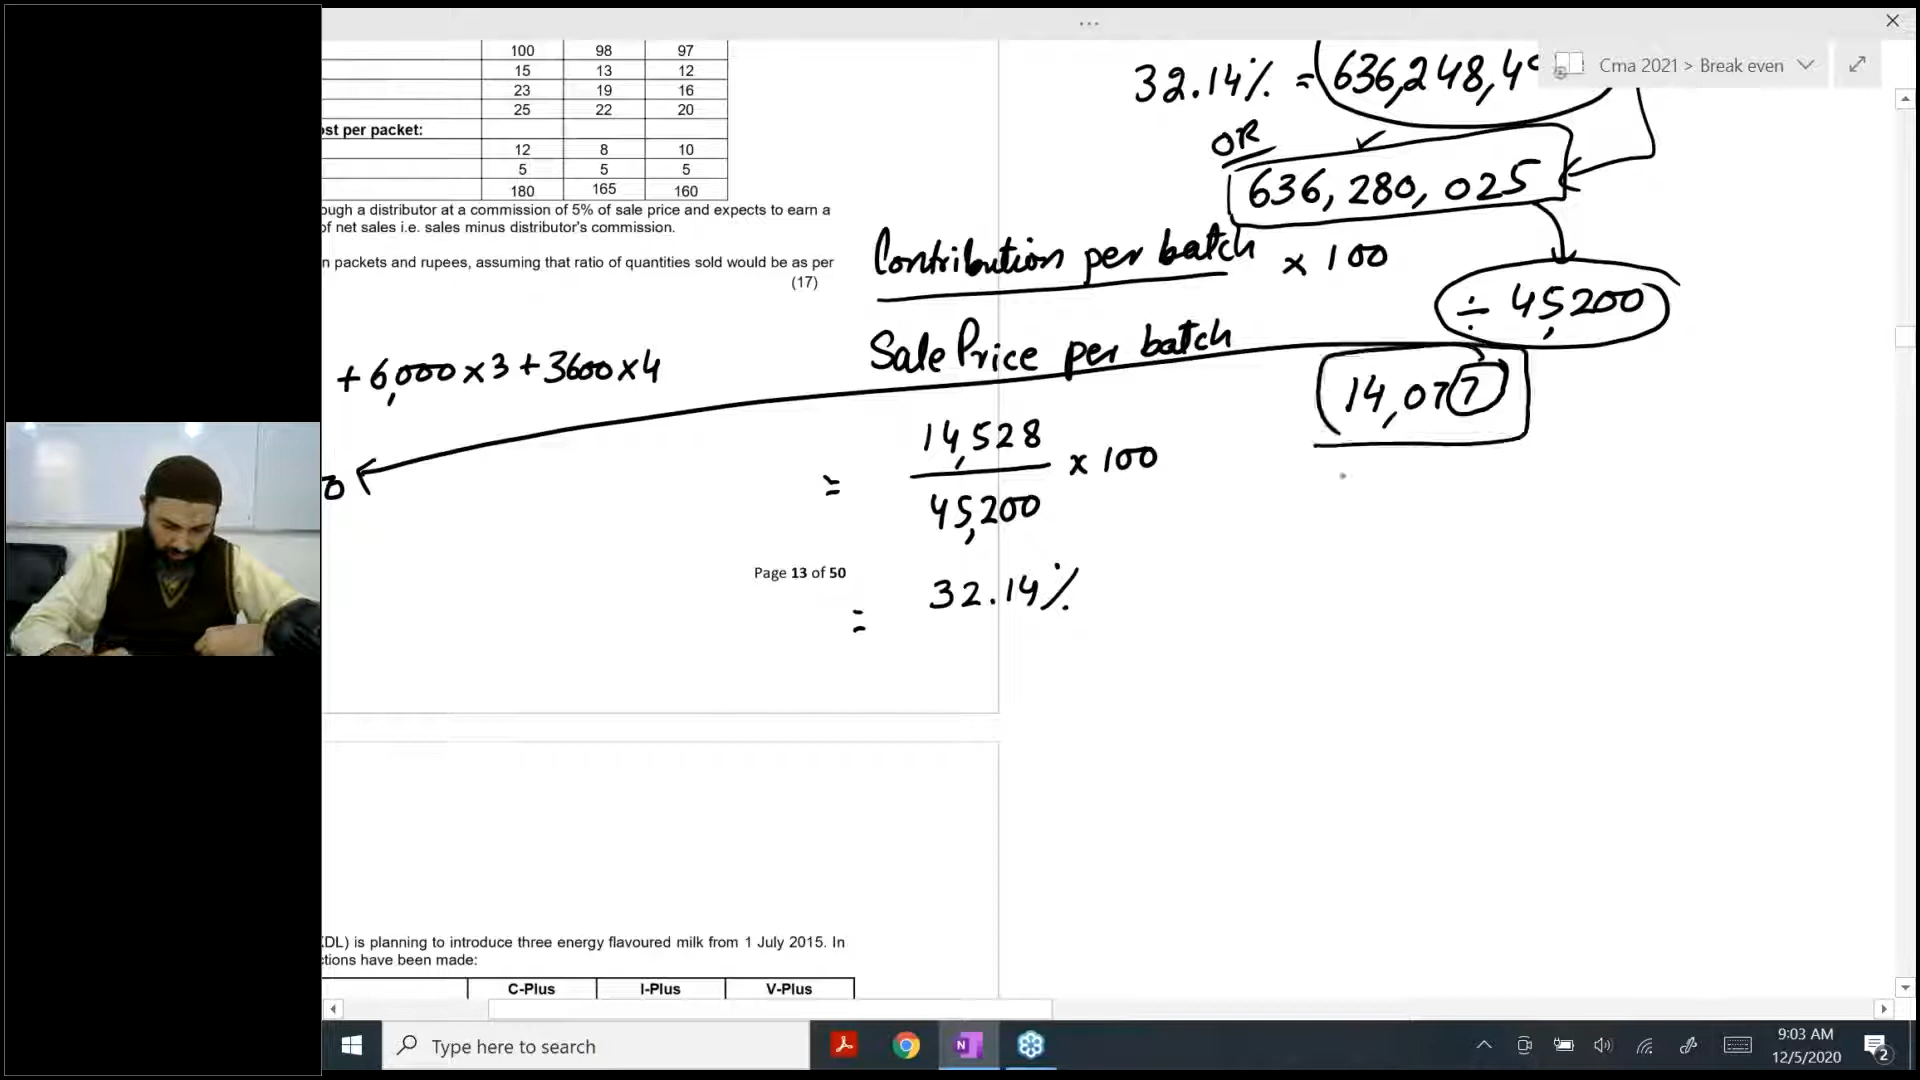 Cma 2021 > Break even
100 98 97
15 13 12
23 19 16
25 22 20
ost per packet:
12 8 10
5 5 5
180 165 160
ough a distributor at a commission of 5% of sale price and expects to earn a
of net sales i.e. sales minus distributor's commission.
n packets and rupees, assuming that ratio of quantities sold would be as per
(17)
+ 6,000 x 3 + 3600 x 4
32.14% = 636,248,4
OR
636,280,025
Contribution per batch x 100
Sale Price per batch
÷ 45,200
14,077
= 14,528 x 100
45,200
= 32.14%
Page 13 of 50
KDL) is planning to introduce three energy flavoured milk from 1 July 2015. In
ctions have been made:
C-Plus I-Plus V-Plus
Type here to search
9:03 AM
12/5/2020
2